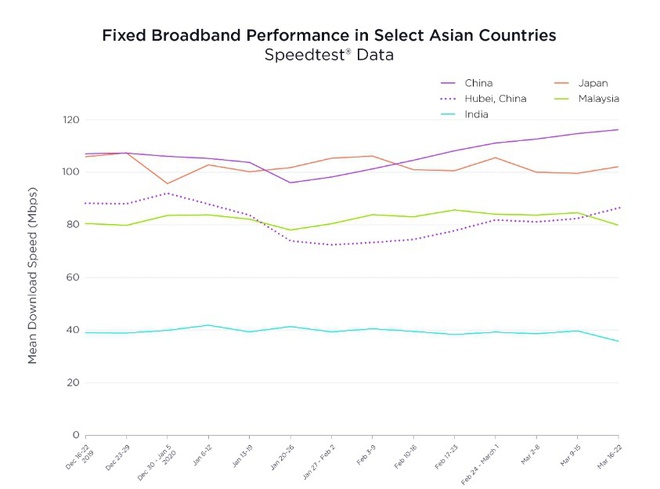 Fixed Broadband Performance in Select Asian Countries
Speedtest® Data
China
Japan
Hubei, China
Malaysia
India
Mean Download Speed (Mbps)
120
100
80
60
40
20
0
Dec 16-22
2019
Dec 23-29
Dec 30 - Jan 5
2020
Jan 6-12
Jan 13-19
Jan 20-26
Jan 27 - Feb 2
Feb 3-9
Feb 10-16
Feb 17-23
Feb 24 - March 1
Mar 2-8
Mar 9-15
Mar 16-22